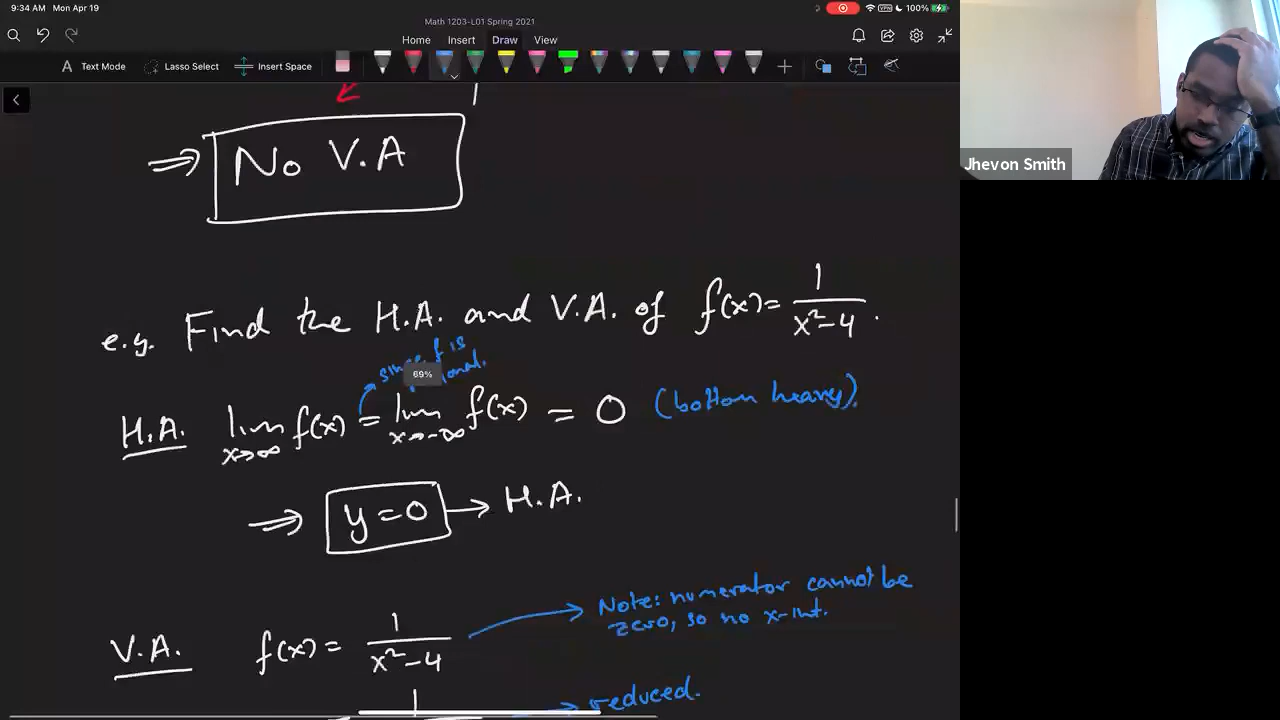 9:34 AM Mon Apr 19
VPN 100%
Math 1203-L01 Spring 2021
Home Insert Draw View
Text Mode Lasso Select Insert Space
Jhevon Smith
⇒ No V.A
e.g. Find the H.A. and V.A. of f(x)= 1/(x²-4).
since f is
69%
H.A. lim x→∞ f(x) = lim x→-∞ f(x) = 0 (bottom heavy).
⇒ y=0 → H.A.
Note: numerator cannot be
zero, so no x-int.
V.A. f(x)= 1/(x²-4)
1
reduced.